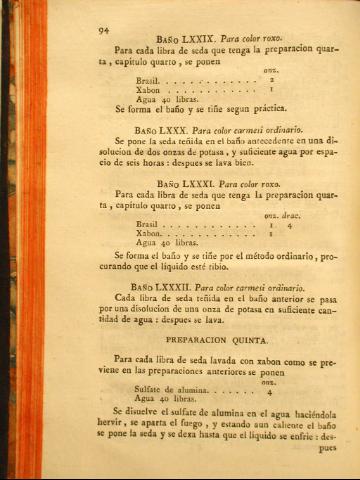 94
BAÑO LXXIX. Para color roxo.
Para cada libra de seda que tenga la preparacion quar-
ta , capítulo quarto , se ponen
onz.
Brasil. . . . . . . . . . . . . 2
Xabon . . . . . . . . . . . . 1
Agua 40 libras.
Se forma el baño y se tiñe segun práctica.
BAÑO LXXX. Para color carmesí ordinario.
Se pone la seda teñida en el baño antecedente en una di-
solucion de dos onzas de potasa , y suficiente agua por espa-
cio de seis horas : despues se lava bien.
BAÑO LXXXI. Para color roxo.
Para cada libra de seda que tenga la preparacion quar-
ta , capítulo quarto , se ponen
onz. drac.
Brasil . . . . . . . . . . . . 1 4
Xabon. . . . . . . . . . . . 1
Agua 40 libras.
Se forma el baño y se tiñe por el método ordinario , pro-
curando que el líquido esté tibio.
BAÑO LXXXII. Para color carmesí ordinario.
Cada libra de seda teñida en el baño anterior se pasa
por una disolucion de una onza de potasa en suficiente can-
tidad de agua : despues se lava.
PREPARACION QUINTA.
Para cada libra de seda lavada con xabon como se pre-
viene en las preparaciones anteriores se ponen
onz.
Sulfate de alumina. . . . . . . 4
Agua 40 libras.
Se disuelve el sulfate de alumina en el agua haciéndola
hervir , se aparta el fuego , y estando aun caliente el baño
se pone la seda y se dexa hasta que el líquido se enfrie : des-
pues